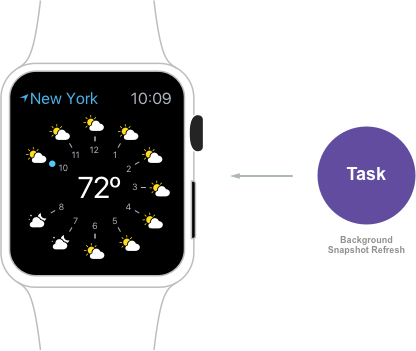 New York 10:09
12
11 1
10 2
72º 3
8 4
7 5
6
Task
Background
Snapshot Refresh